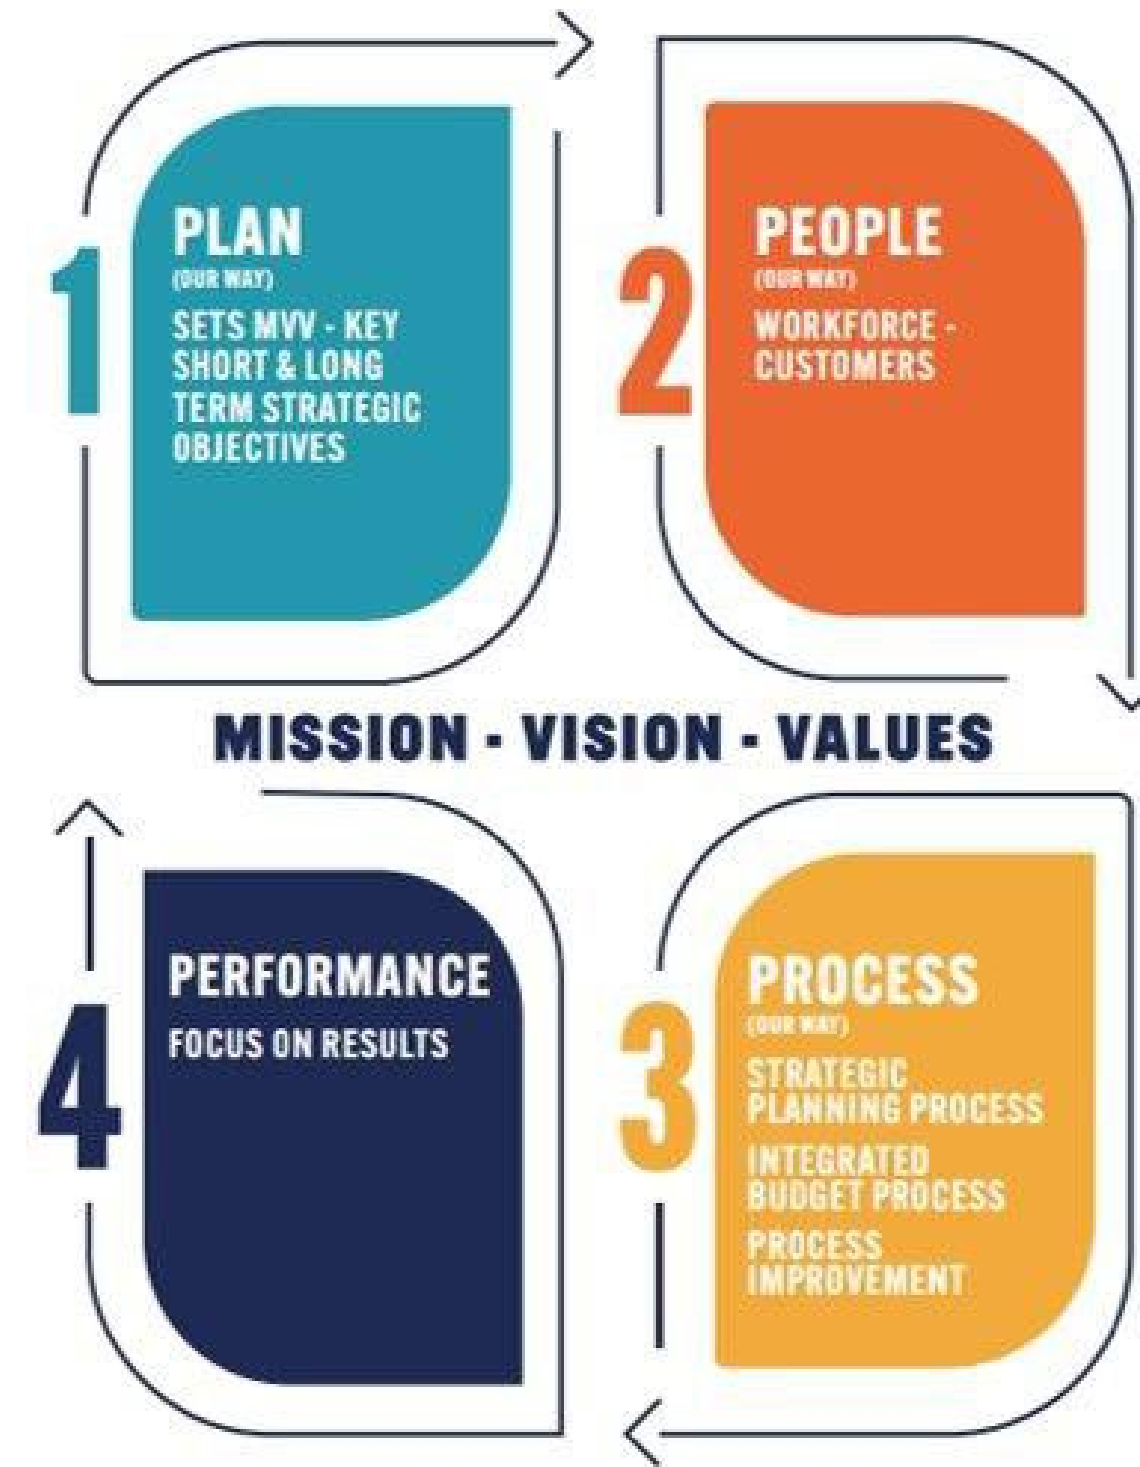 1
PLAN
(OUR WAY)
SETS MVV - KEY
SHORT & LONG
TERM STRATEGIC
OBJECTIVES
2
PEOPLE
(OUR WAY)
WORKFORCE -
CUSTOMERS
MISSION - VISION - VALUES
4
PERFORMANCE
FOCUS ON RESULTS
3
PROCESS
(OUR WAY)
STRATEGIC
PLANNING PROCESS
INTEGRATED
BUDGET PROCESS
PROCESS
IMPROVEMENT